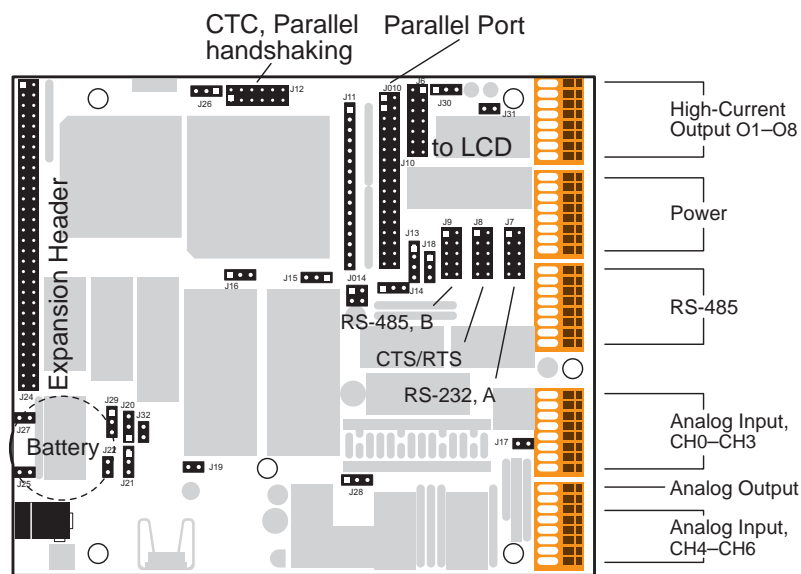 CTC, Parallel
handshaking
Parallel Port
J26
J12
J11
J010
J6
J30
J31
High-Current
Output O1–O8
to LCD
J10
Expansion Header
Power
J9
J8
J7
J13
J18
J16
J15
J014
J14
RS-485
RS-485, B
CTS/RTS
RS-232, A
J24
J27
J29
J20
J32
Battery
J22
J25
J21
J19
J28
J17
Analog Input,
CH0–CH3
Analog Output
Analog Input,
CH4–CH6